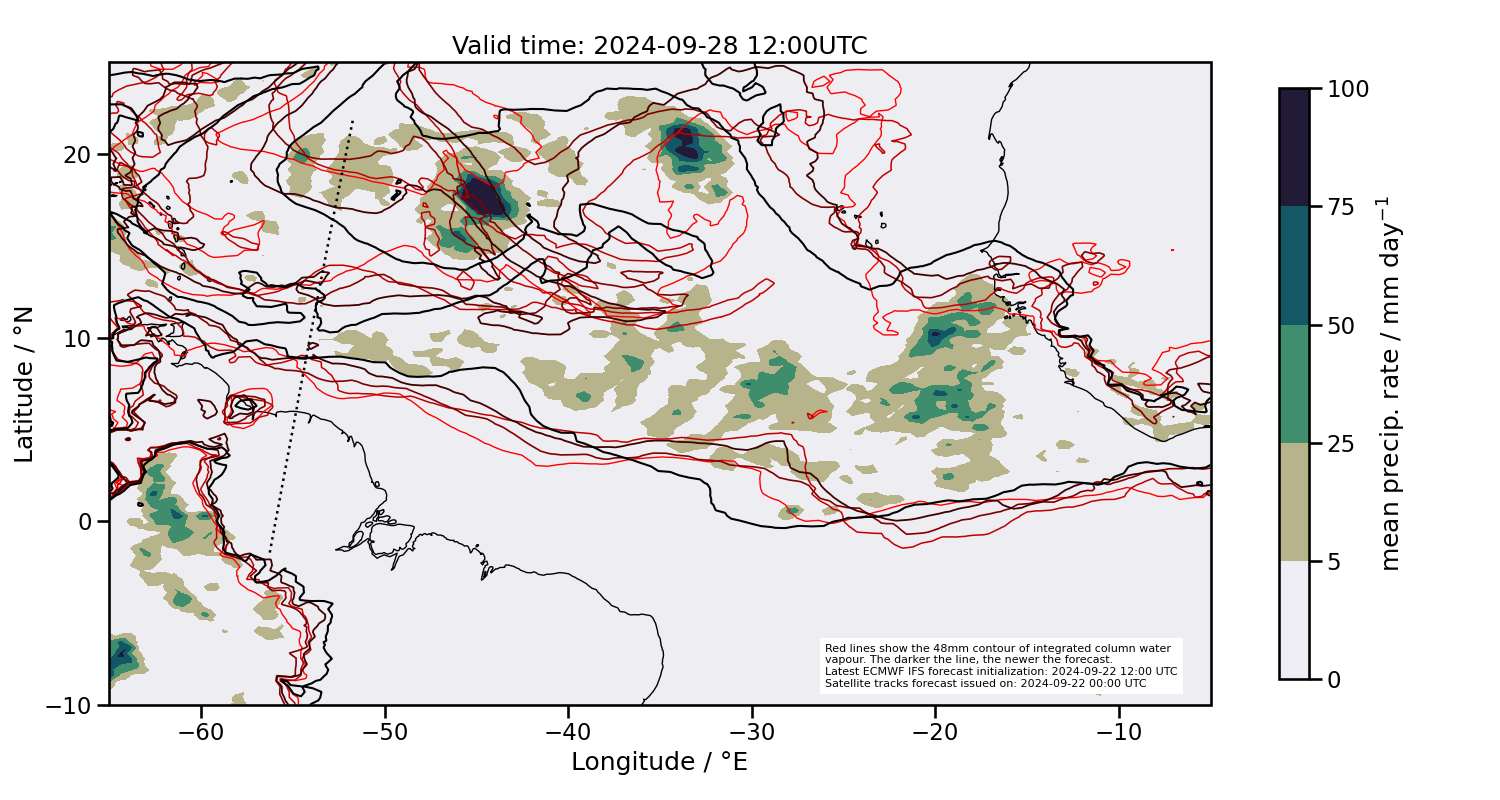 Valid time: 2024-09-28 12:00UTC
Latitude / °N
20
10
0
−10
−60
−50
−40
−30
−20
−10
Longitude / °E
Red lines show the 48mm contour of integrated column water
vapour. The darker the line, the newer the forecast.
Latest ECMWF IFS forecast initialization: 2024-09-22 12:00 UTC
Satellite tracks forecast issued on: 2024-09-22 00:00 UTC
100
75
50
25
5
0
mean precip. rate / mm day⁻¹